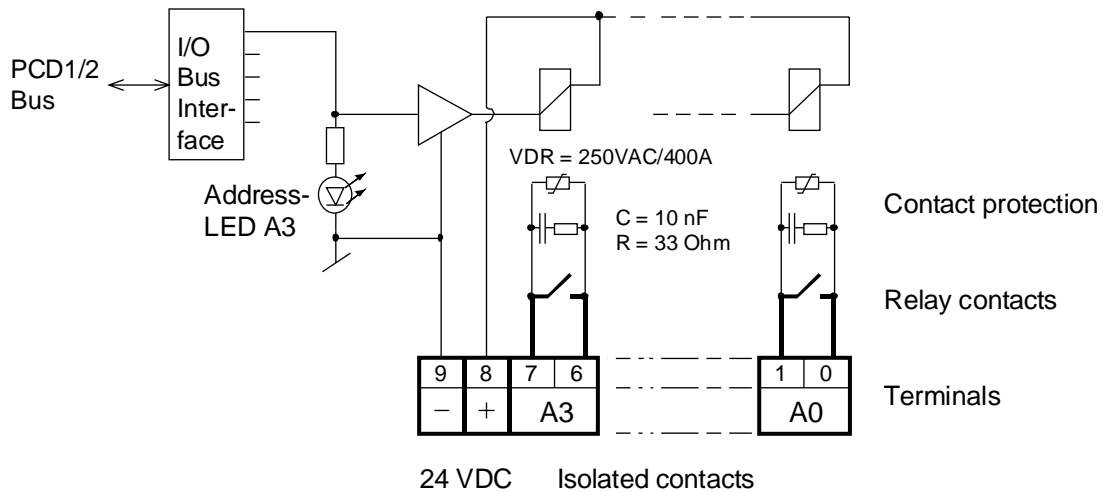 I/O
Bus
Inter-
face
PCD1/2
Bus
Address-
LED A3
VDR = 250VAC/400A
C = 10 nF
R = 33 Ohm
Contact protection
Relay contacts
9 8 7 6 1 0
− + A3 A0
Terminals
24 VDC Isolated contacts